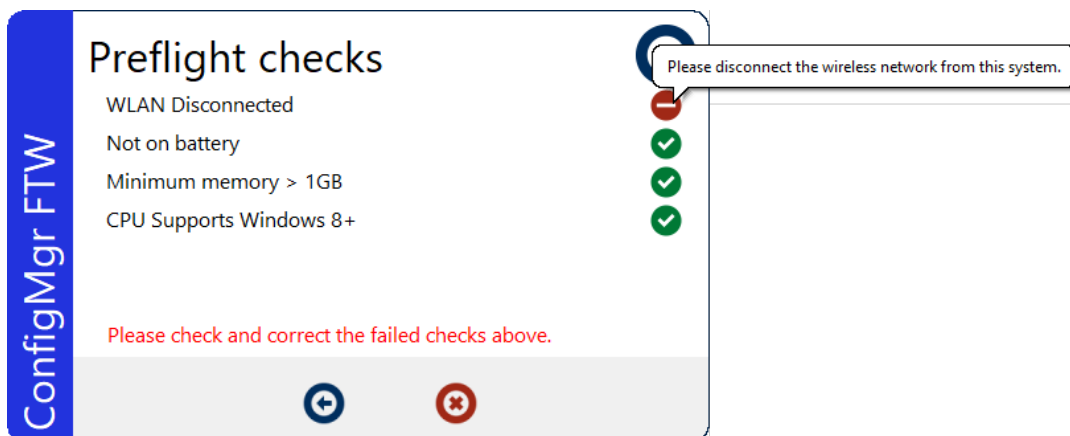 ConfigMgr FTW
Preflight checks
Please disconnect the wireless network from this system.
WLAN Disconnected
Not on battery
Minimum memory > 1GB
CPU Supports Windows 8+
Please check and correct the failed checks above.